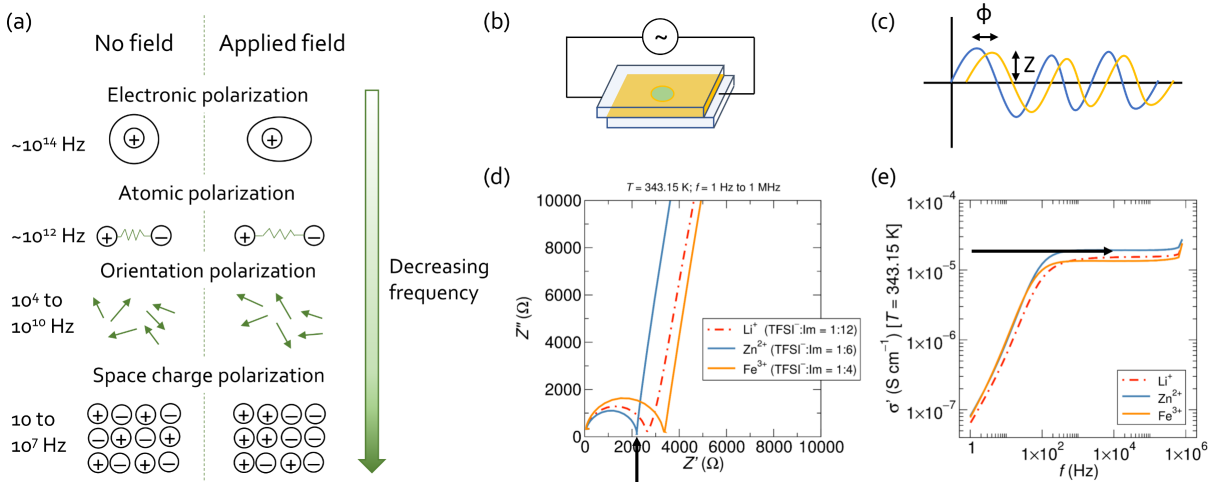 (a)
No field
Applied field
Electronic polarization
~10¹⁴ Hz
+
+
Atomic polarization
~10¹² Hz
+ −
+ −
Orientation polarization
10⁴ to
10¹⁰ Hz
Space charge polarization
10 to
10⁷ Hz
+ − + −
− + − +
+ − + −
+ + − −
+ + − −
+ + − −
Decreasing
frequency
(b)
~
(c)
Φ
Z
(d)
T = 343.15 K; f = 1 Hz to 1 MHz
Z'' (Ω)
10000
8000
6000
4000
2000
0
0 2000 4000 6000 8000 10000
Z' (Ω)
Li⁺ (TFSI⁻:Im = 1:12)
Zn²⁺ (TFSI⁻:Im = 1:6)
Fe³⁺ (TFSI⁻:Im = 1:4)
(e)
σ' (S cm⁻¹) [T = 343.15 K]
1×10⁻⁴
1×10⁻⁵
1×10⁻⁶
1×10⁻⁷
1 1×10² 1×10⁴ 1×10⁶
f (Hz)
Li⁺
Zn²⁺
Fe³⁺